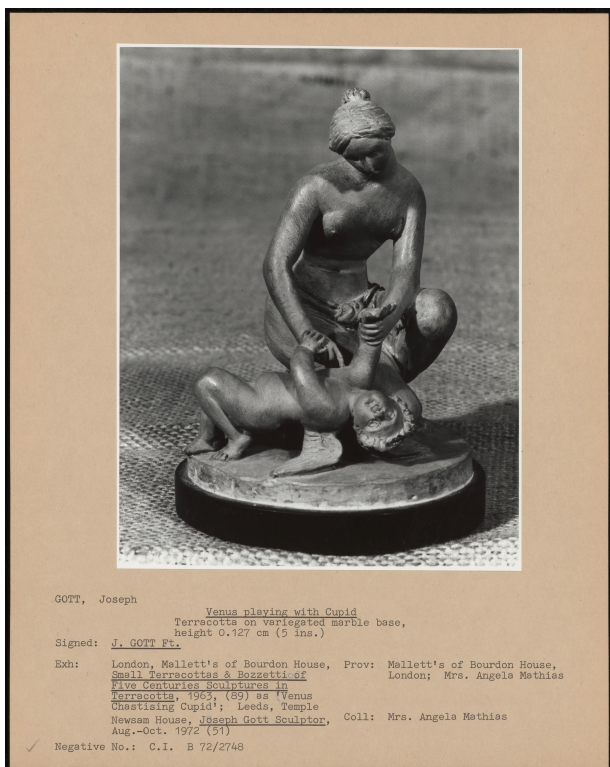 GOTT, Joseph
Venus playing with Cupid
Terracotta on variegated marble base,
height 0.127 cm (5 ins.)
Signed: J. GOTT Ft.
Exh: London, Mallett's of Bourdon House,
Small Terracottas & Bozzetti of
Five Centuries Sculptures in
Terracotta, 1963, (89) as 'Venus
Chastising Cupid'; Leeds, Temple
Newsam House, Joseph Gott Sculptor,
Aug.-Oct. 1972 (51)
Prov: Mallett's of Bourdon House,
London; Mrs. Angela Mathias
Coll: Mrs. Angela Mathias
Negative No.: C.I. B 72/2748